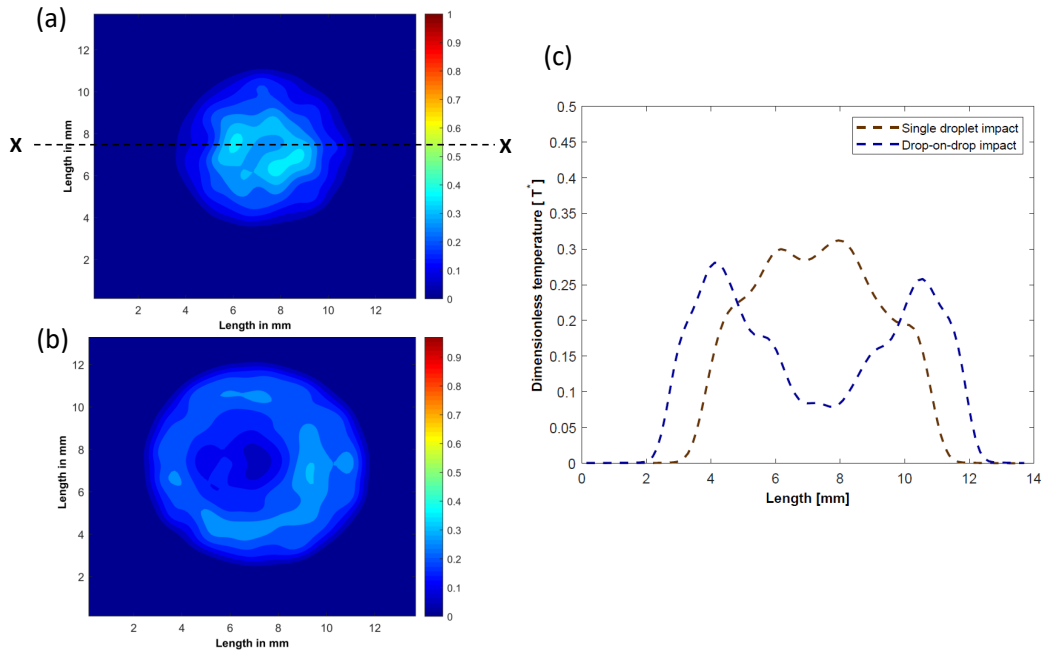 (a)
12
10
8
6
4
2
Length in mm
2 4 6 8 10 12
Length in mm
1
0.9
0.8
0.7
0.6
0.5
0.4
0.3
0.2
0.1
0
X X
(b)
12
10
8
6
4
2
Length in mm
2 4 6 8 10 12
Length in mm
0.9
0.8
0.7
0.6
0.5
0.4
0.3
0.2
0.1
0
(c)
0.5
0.45
0.4
0.35
0.3
0.25
0.2
0.15
0.1
0.05
0
Dimensionless temperature [ T* ]
Single droplet impact
Drop-on-drop impact
0 2 4 6 8 10 12 14
Length [mm]